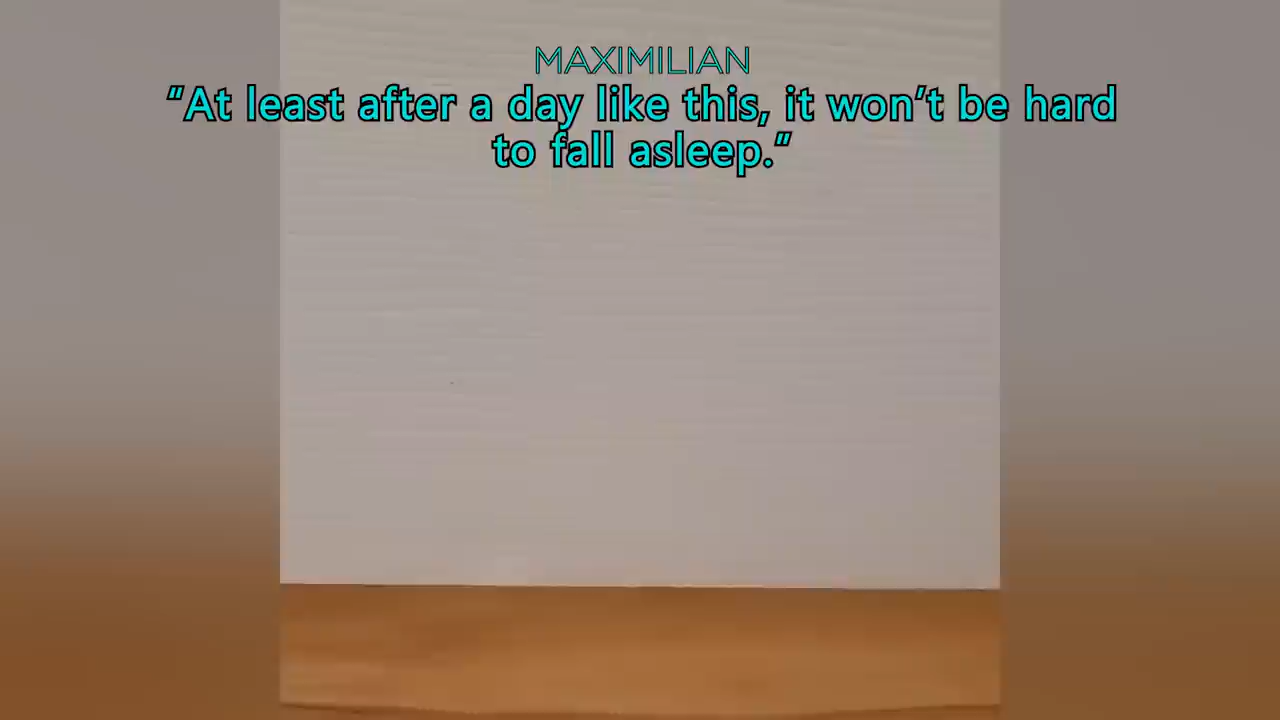 MAXIMILIAN
“At least after a day like this, it won’t be hard
to fall asleep.”